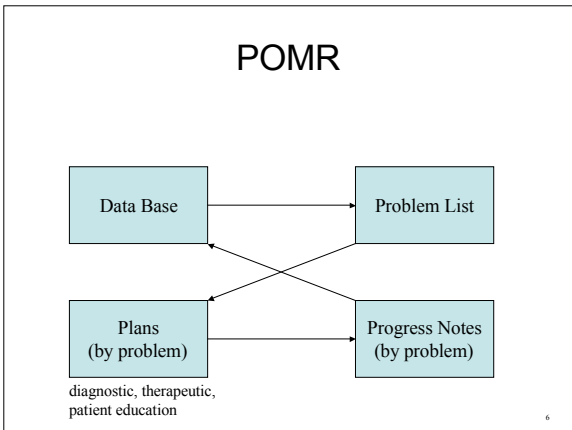 POMR
Data Base
Problem List
Plans
(by problem)
Progress Notes
(by problem)
diagnostic, therapeutic,
patient education
6